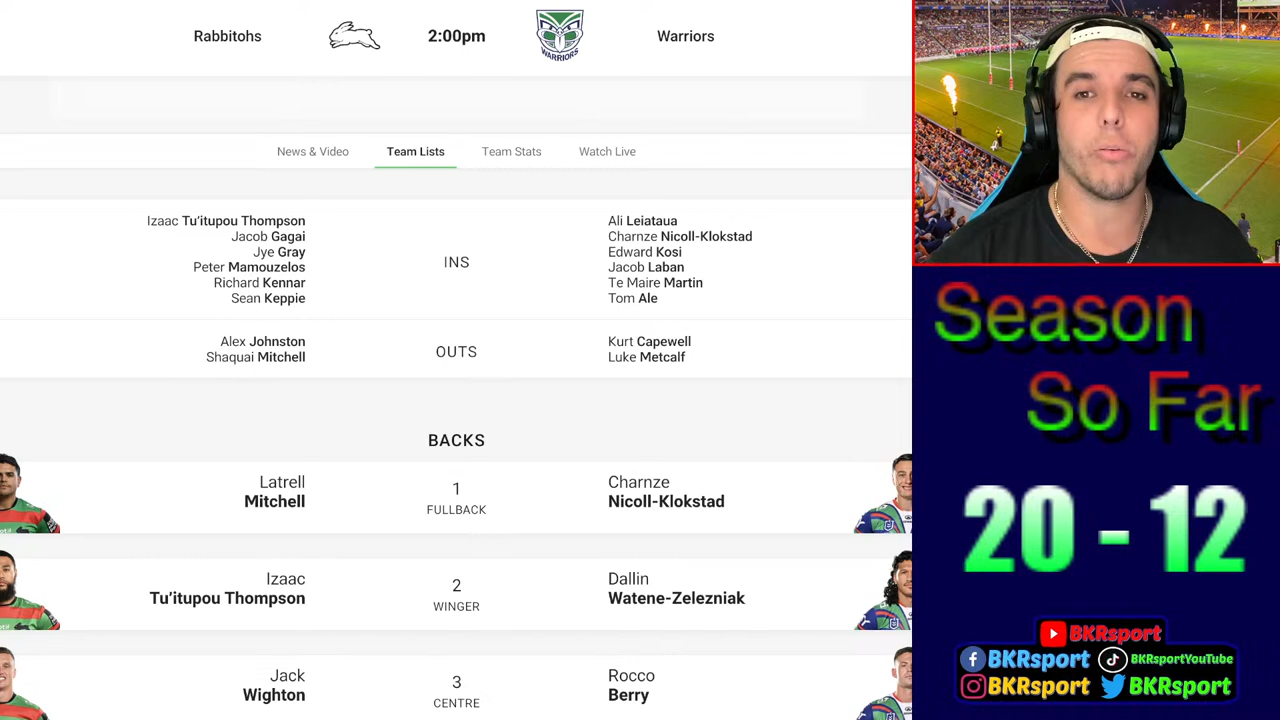 Rabbitohs
2:00pm
WARRIORS
Warriors
News & Video
Team Lists
Team Stats
Watch Live
Izaac Tu'itupou Thompson
Jacob Gagai
Jye Gray
Peter Mamouzelos
Richard Kennar
Sean Keppie
INS
Ali Leiataua
Charnze Nicoll-Klokstad
Edward Kosi
Jacob Laban
Te Maire Martin
Tom Ale
Alex Johnston
Shaquai Mitchell
OUTS
Kurt Capewell
Luke Metcalf
BACKS
Latrell
Mitchell
1
FULLBACK
Charnze
Nicoll-Klokstad
Izaac
Tu'itupou Thompson
2
WINGER
Dallin
Watene-Zelezniak
Jack
Wighton
3
CENTRE
Rocco
Berry
Season
So Far
20 - 12
BKRsport
BKRsport
BKRsportYouTube
BKRsport
BKRsport